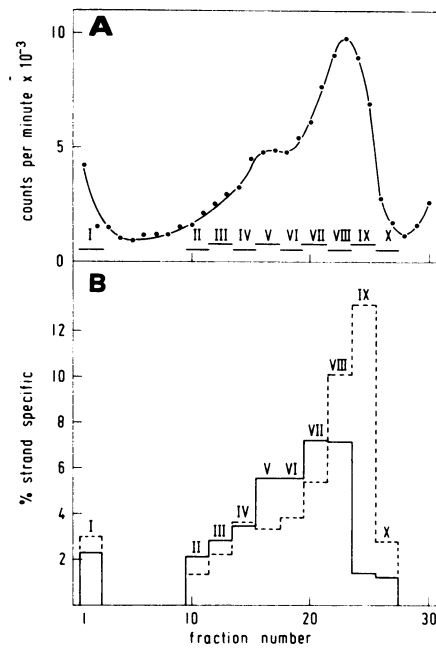 A
10
5
0
counts per minute x 10⁻³
I
II
III
IV
V
VI
VII
VIII
IX
X
B
12
10
8
6
4
2
% strand specific
I
II
III
IV
V
VI
VII
VIII
IX
X
1
10
20
30
fraction number